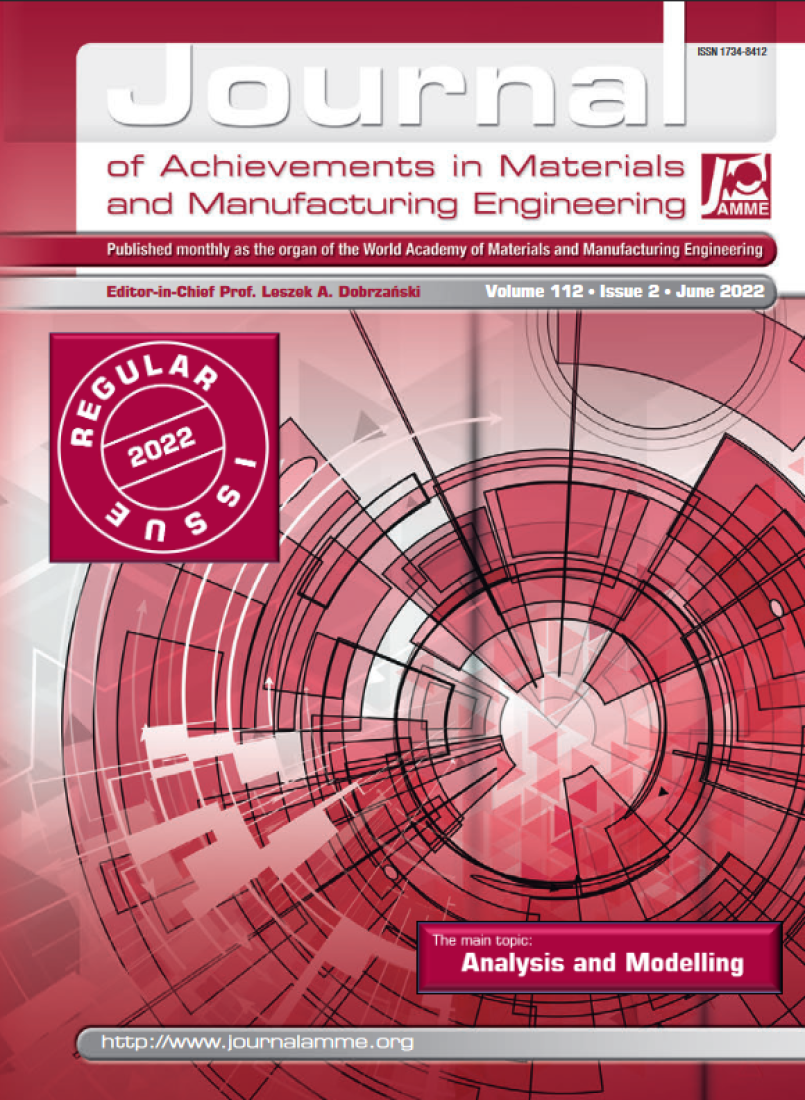 ISSN 1734-8412
Journal
of Achievements in Materials
and Manufacturing Engineering
JAMME
Published monthly as the organ of the World Academy of Materials and Manufacturing Engineering
Editor-in-Chief Prof. Leszek A. Dobrzański
Volume 112 • Issue 2 • June 2022
REGULAR
2022
ISSUE
The main topic:
Analysis and Modelling
http://www.journalamme.org